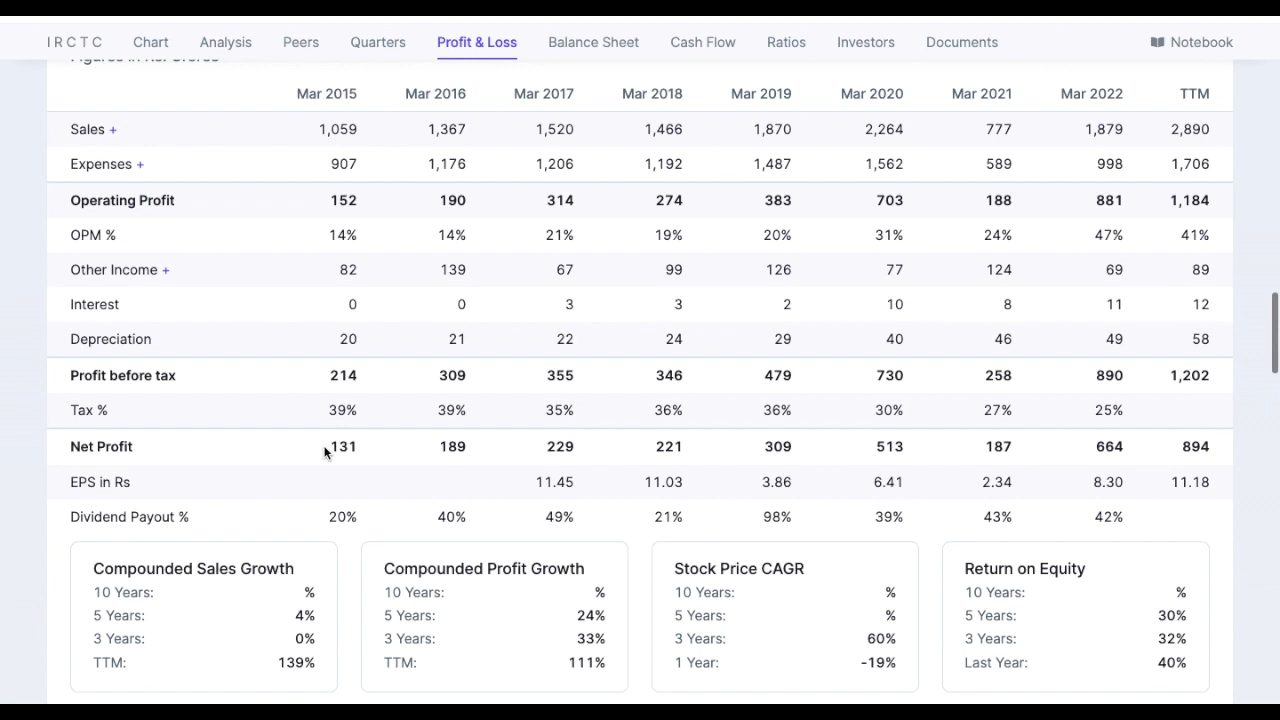 I R C T C Chart Analysis Peers Quarters Profit & Loss Balance Sheet Cash Flow Ratios Investors Documents Notebook
Figures in Rs. Crores
Mar 2015 Mar 2016 Mar 2017 Mar 2018 Mar 2019 Mar 2020 Mar 2021 Mar 2022 TTM
Sales + 1,059 1,367 1,520 1,466 1,870 2,264 777 1,879 2,890
Expenses + 907 1,176 1,206 1,192 1,487 1,562 589 998 1,706
Operating Profit 152 190 314 274 383 703 188 881 1,184
OPM % 14% 14% 21% 19% 20% 31% 24% 47% 41%
Other Income + 82 139 67 99 126 77 124 69 89
Interest 0 0 3 3 2 10 8 11 12
Depreciation 20 21 22 24 29 40 46 49 58
Profit before tax 214 309 355 346 479 730 258 890 1,202
Tax % 39% 39% 35% 36% 36% 30% 27% 25%
Net Profit 131 189 229 221 309 513 187 664 894
EPS in Rs 11.45 11.03 3.86 6.41 2.34 8.30 11.18
Dividend Payout % 20% 40% 49% 21% 98% 39% 43% 42%
Compounded Sales Growth Compounded Profit Growth Stock Price CAGR Return on Equity
10 Years: % 10 Years: % 10 Years: % 10 Years: %
5 Years: 4% 5 Years: 24% 5 Years: % 5 Years: 30%
3 Years: 0% 3 Years: 33% 3 Years: 60% 3 Years: 32%
TTM: 139% TTM: 111% 1 Year: -19% Last Year: 40%